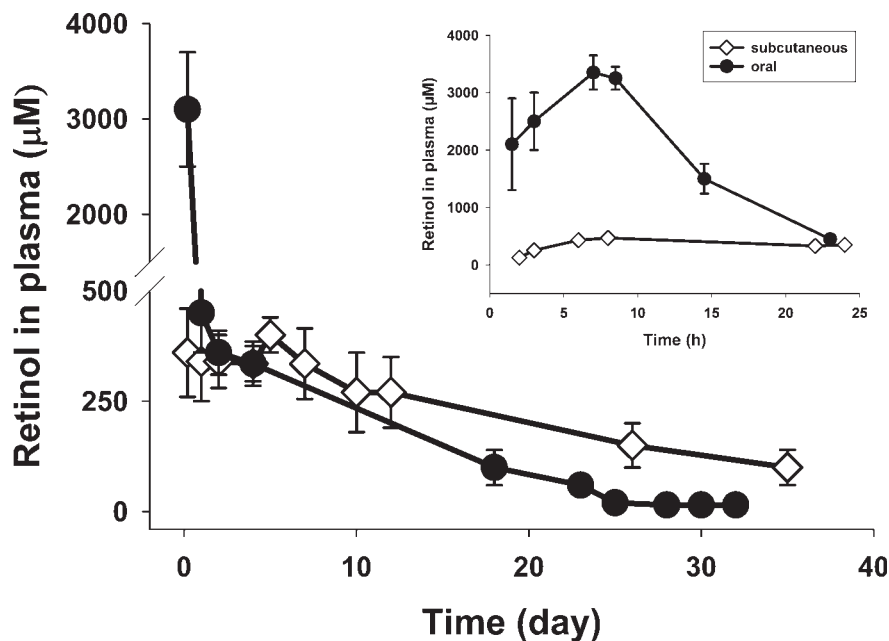 4000
3000
2000
500
250
0
Retinol in plasma (μM)
0 10 20 30 40
Time (day)
subcutaneous
oral
4000
3000
2000
1000
0
Retinol in plasma (μM)
0 5 10 15 20 25
Time (h)